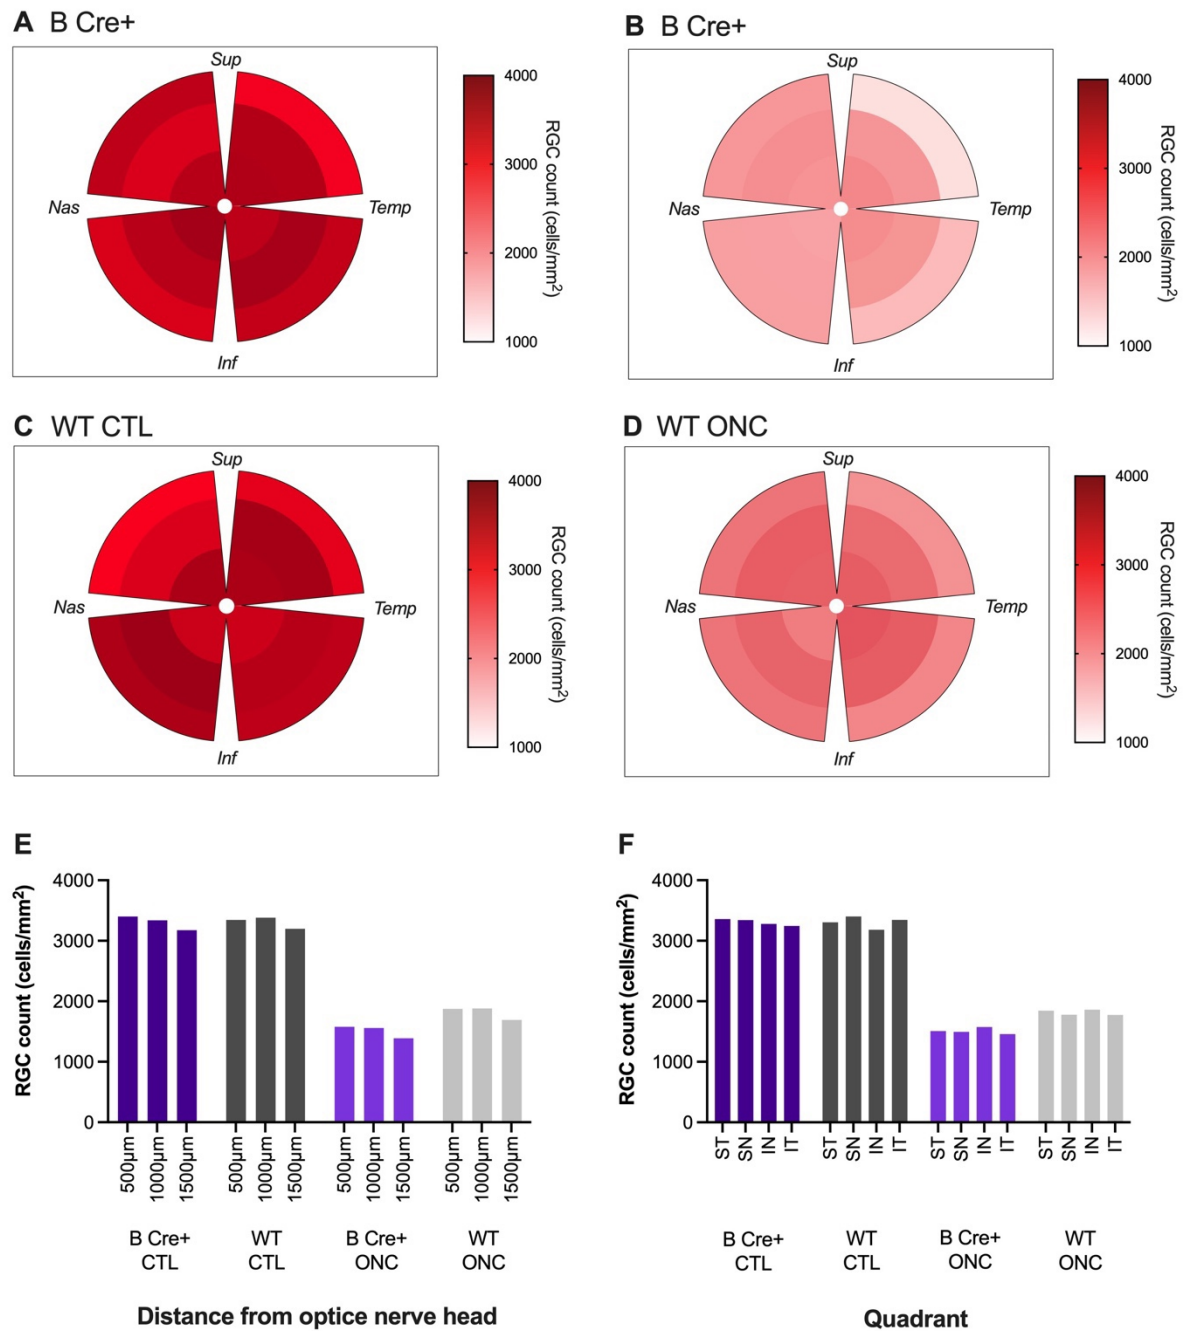 A B Cre+
Sup
Nas
Temp
Inf
4000
3000
2000
1000
RGC count (cells/mm²)
B B Cre+
Sup
Nas
Temp
Inf
4000
3000
2000
1000
RGC count (cells/mm²)
C WT CTL
Sup
Nas
Temp
Inf
4000
3000
2000
1000
RGC count (cells/mm²)
D WT ONC
Sup
Nas
Temp
Inf
4000
3000
2000
1000
RGC count (cells/mm²)
E
RGC count (cells/mm²)
4000
3000
2000
1000
0
500µm 1000µm 1500µm 500µm 1000µm 1500µm 500µm 1000µm 1500µm 500µm 1000µm 1500µm
B Cre+ WT B Cre+ WT
CTL CTL ONC ONC
Distance from optice nerve head
F
RGC count (cells/mm²)
4000
3000
2000
1000
0
ST SN IN IT ST SN IN IT ST SN IN IT ST SN IN IT
B Cre+ WT B Cre+ WT
CTL CTL ONC ONC
Quadrant